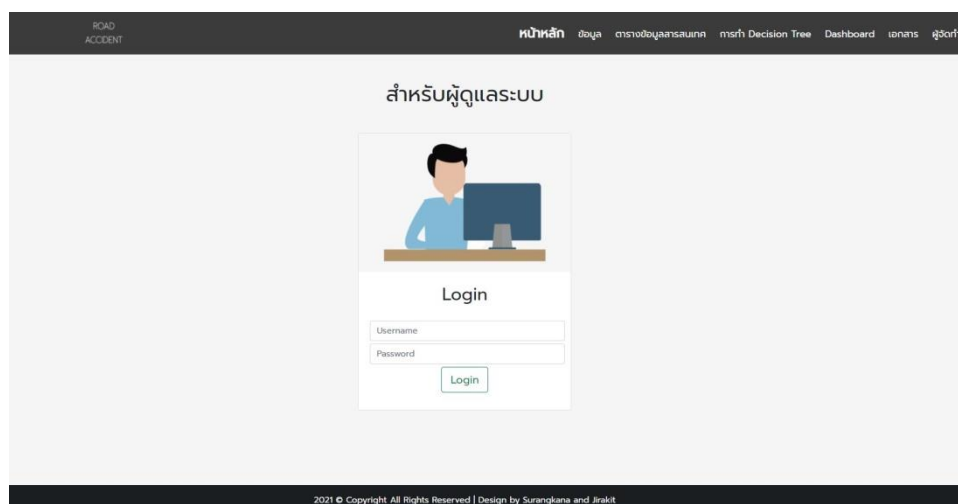 ROAD
ACCIDENT
หน้าหลัก ข้อมูล ตารางข้อมูลสารสนเทศ การทำ Decision Tree Dashboard เอกสาร
สำหรับผู้ดูแลระบบ
Login
Username
Password
Login
2021 © Copyright All Rights Reserved | Design by Surangkana and Jirakit